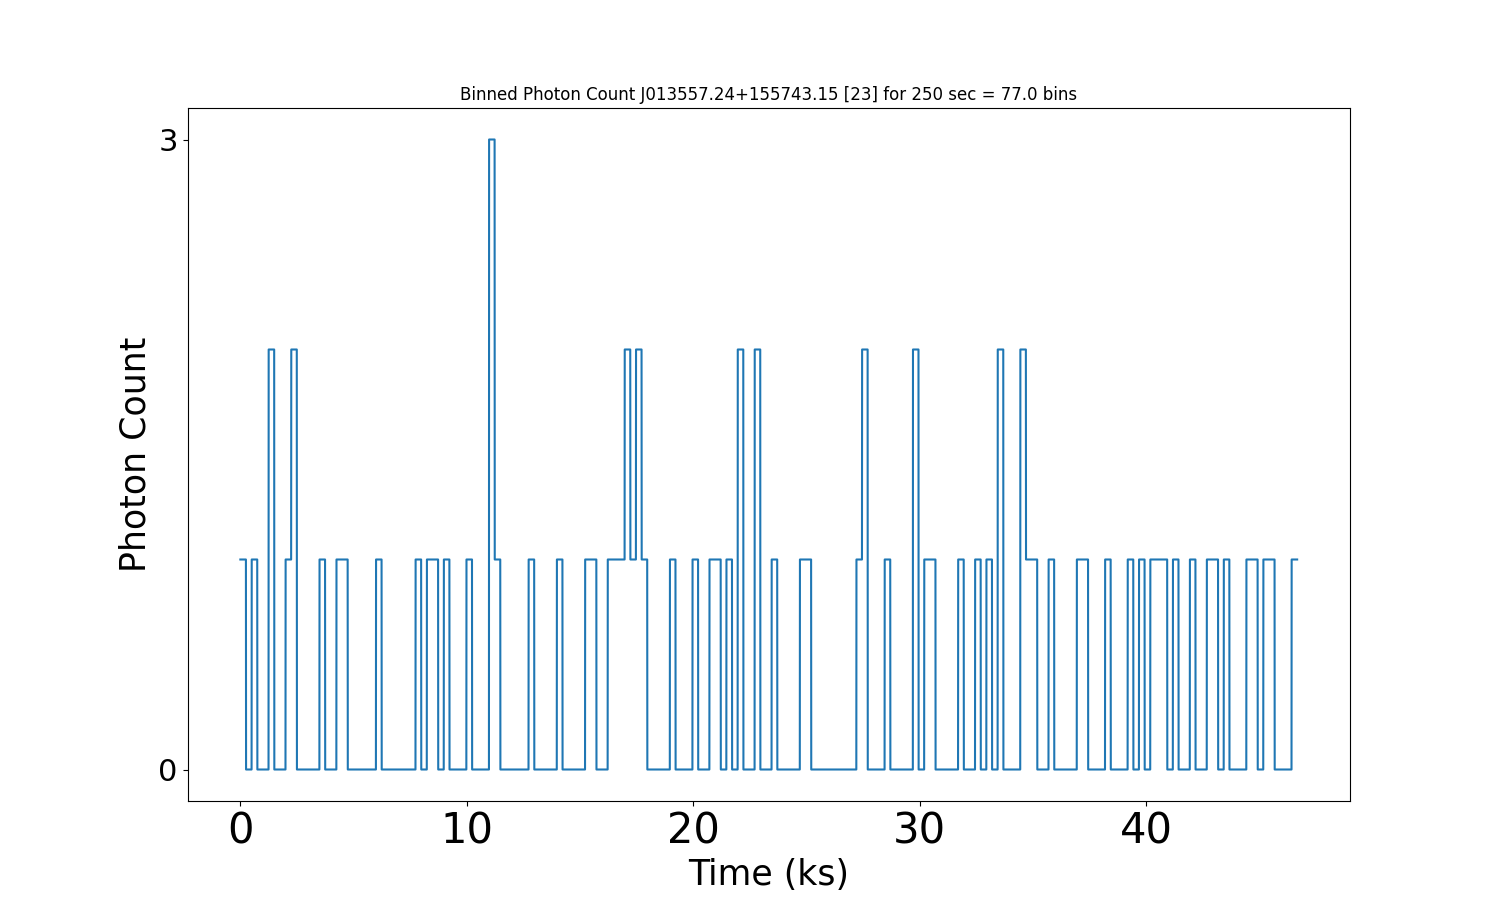 Binned Photon Count J013557.24+155743.15 [23] for 250 sec = 77.0 bins
3
Photon Count
0
0 10 20 30 40
Time (ks)